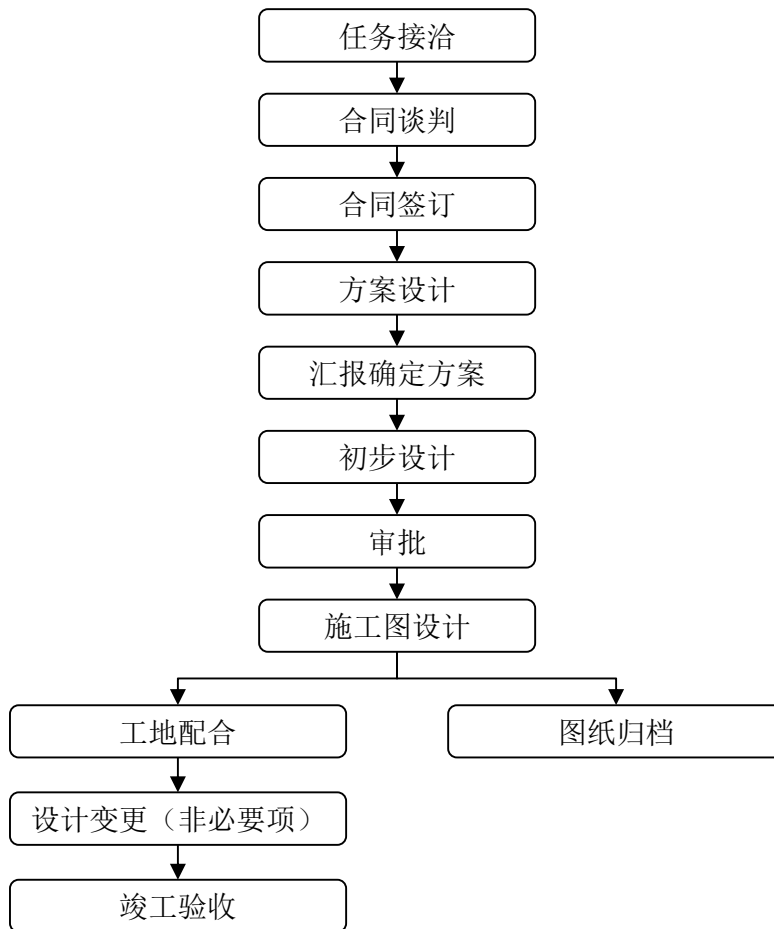 任务接洽
合同谈判
合同签订
方案设计
汇报确定方案
初步设计
审批
施工图设计
工地配合
图纸归档
设计变更（非必要项）
竣工验收